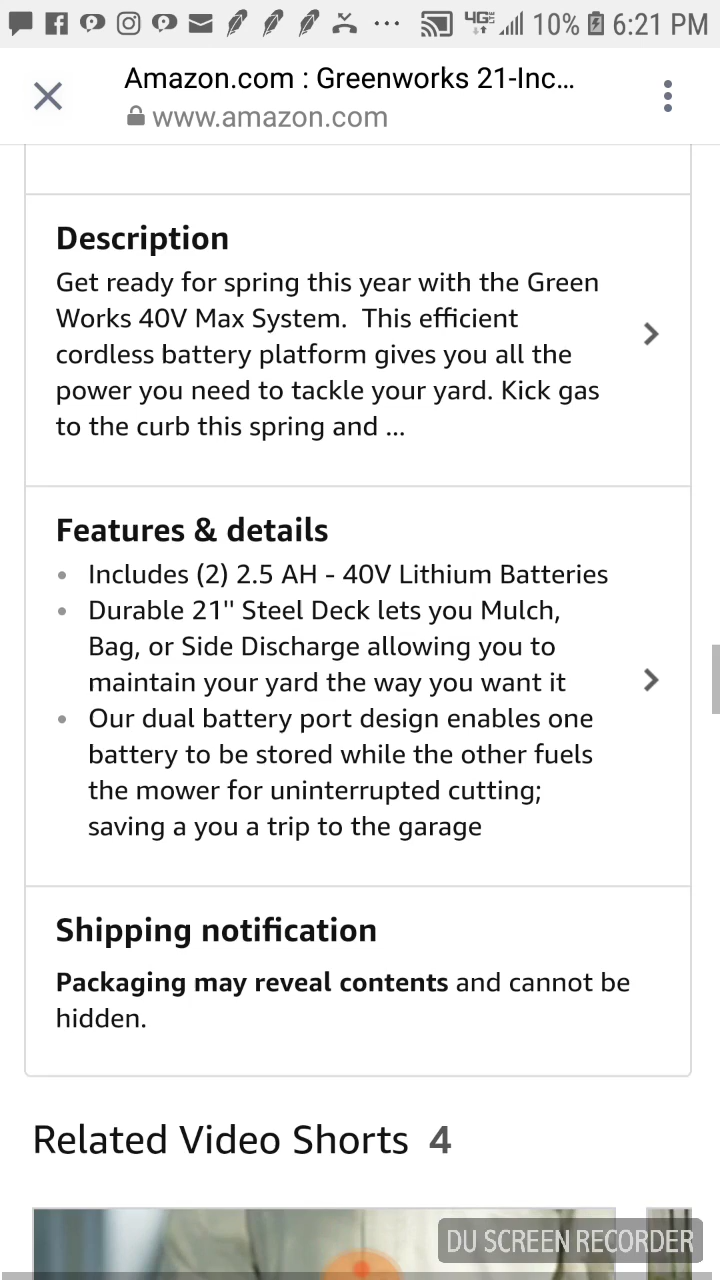 4GE 10% 6:21 PM
Amazon.com : Greenworks 21-Inc...
www.amazon.com
Description
Get ready for spring this year with the Green
Works 40V Max System.  This efficient
cordless battery platform gives you all the
power you need to tackle your yard. Kick gas
to the curb this spring and ...
Features & details
• Includes (2) 2.5 AH - 40V Lithium Batteries
• Durable 21" Steel Deck lets you Mulch,
Bag, or Side Discharge allowing you to
maintain your yard the way you want it
• Our dual battery port design enables one
battery to be stored while the other fuels
the mower for uninterrupted cutting;
saving a you a trip to the garage
Shipping notification
Packaging may reveal contents and cannot be
hidden.
Related Video Shorts 4
DU SCREEN RECORDER